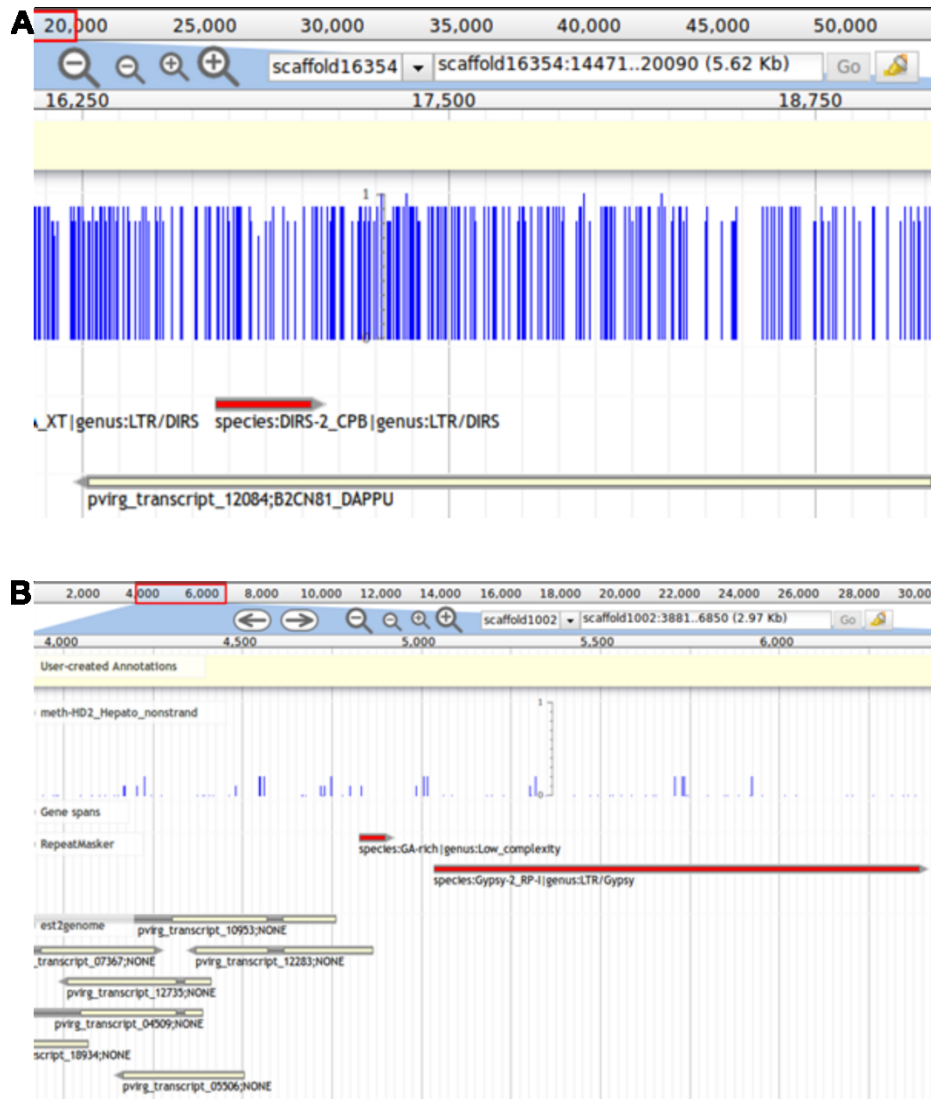 A
20,000 25,000 30,000 35,000 40,000 45,000 50,000
scaffold16354 scaffold16354:14471..20090 (5.62 Kb) Go
16,250 17,500 18,750
1
0
_XT|genus:LTR/DIRS species:DIRS-2_CPB|genus:LTR/DIRS
pvirg_transcript_12084;B2CN81_DAPPU
B
2,000 4,000 6,000 8,000 10,000 12,000 14,000 16,000 18,000 20,000 22,000 24,000 26,000 28,000 30,00
scaffold1002 scaffold1002:3881..6850 (2.97 Kb) Go
4,000 4,500 5,000 5,500 6,000
User-created Annotations
1
meth-HD2_Hepato_nonstrand
0
Gene spans
RepeatMasker
species:GA-rich|genus:Low_complexity
species:Gypsy-2_RP-I|genus:LTR/Gypsy
est2genome
pvirg_transcript_10953;NONE
_transcript_07367;NONE pvirg_transcript_12283;NONE
pvirg_transcript_12735;NONE
pvirg_transcript_04509;NONE
script_18934;NONE
pvirg_transcript_05506;NONE